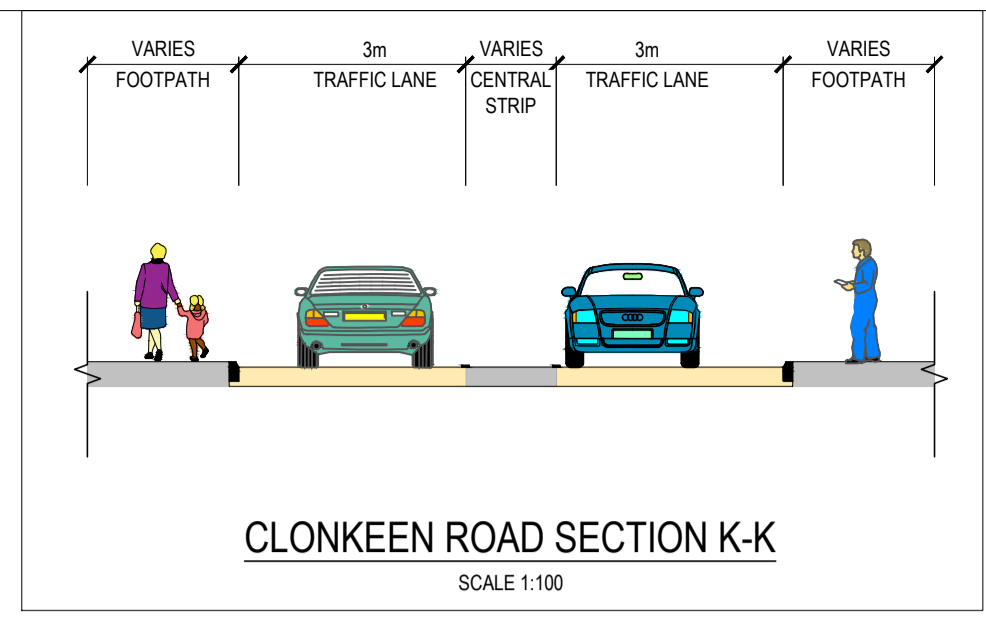 VARIES
FOOTPATH
3m
TRAFFIC LANE
VARIES
CENTRAL
STRIP
3m
TRAFFIC LANE
VARIES
FOOTPATH
CLONKEEN ROAD SECTION K-K
SCALE 1:100